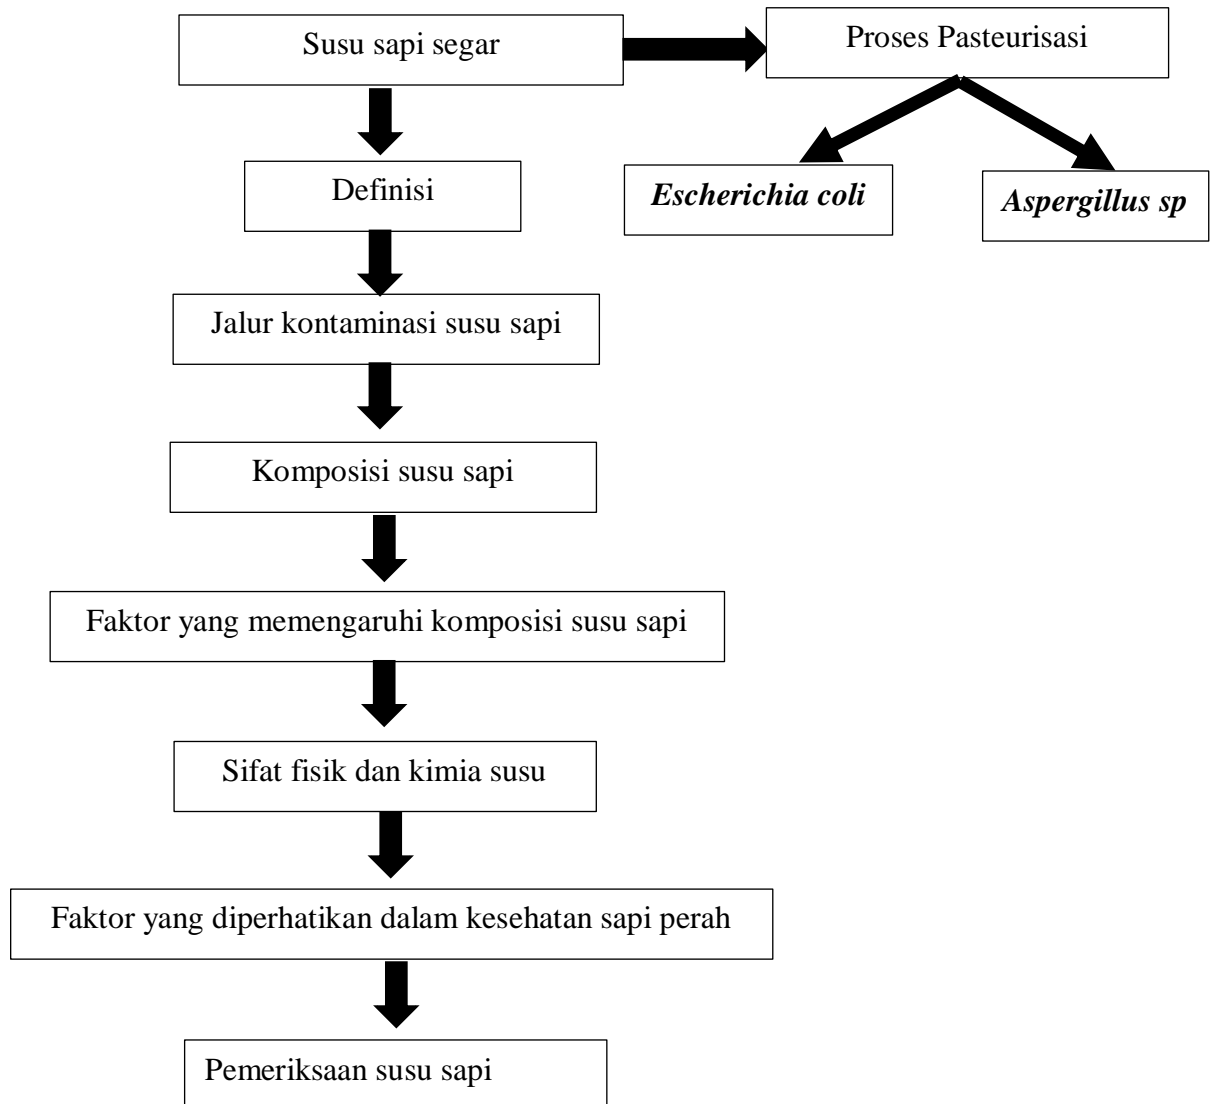 Susu sapi segar
Proses Pasteurisasi
Escherichia coli
Aspergillus sp
Definisi
Jalur kontaminasi susu sapi
Komposisi susu sapi
Faktor yang memengaruhi komposisi susu sapi
Sifat fisik dan kimia susu
Faktor yang diperhatikan dalam kesehatan sapi perah
Pemeriksaan susu sapi